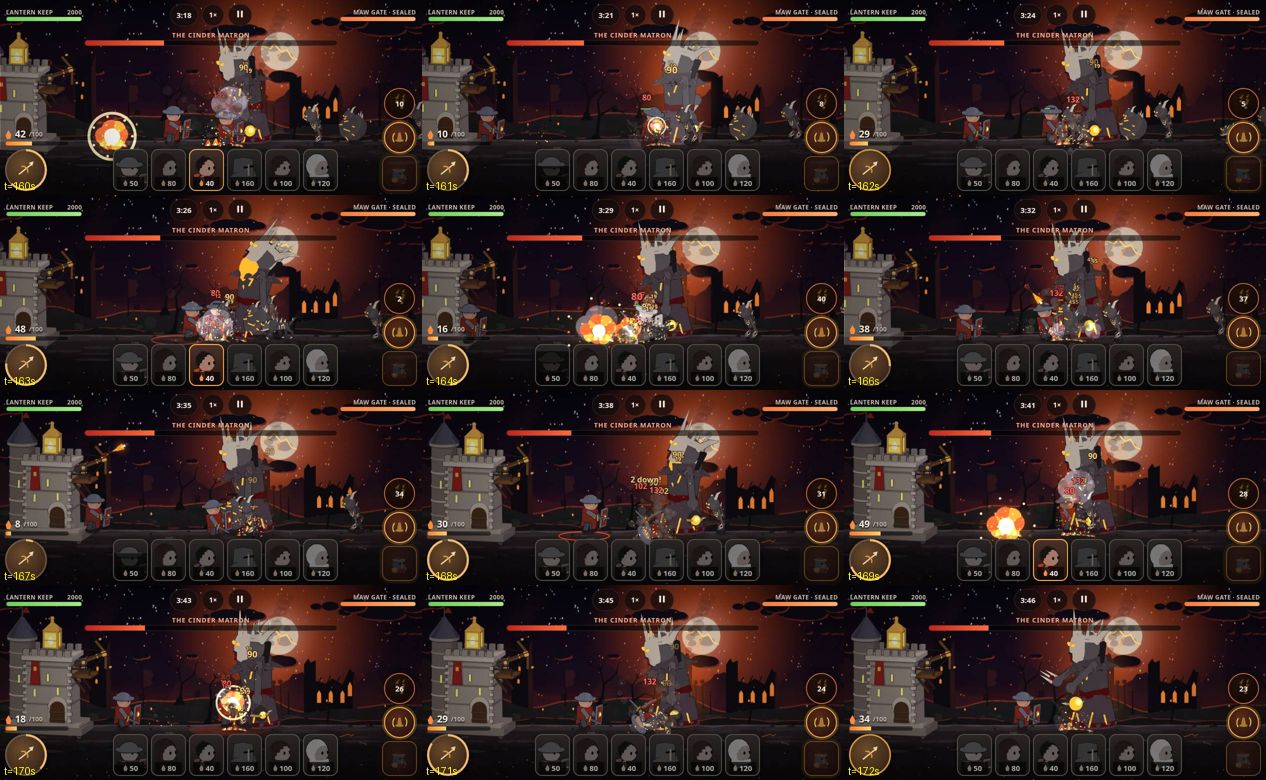 LANTERN KEEP 2000 3:18 1× MAW GATE · SEALED
THE CINDER MATRON
90
10
42 /100
50 80 40 160 100 120
t=160s
LANTERN KEEP 2000 3:21 1× MAW GATE · SEALED
THE CINDER MATRON
90
80
8
10 /100
50 80 40 160 100 120
t=161s
LANTERN KEEP 2000 3:24 1× MAW GATE · SEALED
THE CINDER MATRON
132
5
29 /100
50 80 40 160 100 120
t=162s
LANTERN KEEP 2000 3:26 1× MAW GATE · SEALED
THE CINDER MATRON
80 90
2
48 /100
50 80 40 160 100 120
t=163s
LANTERN KEEP 2000 3:29 1× MAW GATE · SEALED
THE CINDER MATRON
80
40
16 /100
50 80 40 160 100 120
t=164s
LANTERN KEEP 2000 3:32 1× MAW GATE · SEALED
THE CINDER MATRON
132
37
38 /100
50 80 40 160 100 120
t=166s
LANTERN KEEP 2000 3:35 1× MAW GATE · SEALED
THE CINDER MATRON
90
34
8 /100
50 80 40 160 100 120
t=167s
LANTERN KEEP 2000 3:38 1× MAW GATE · SEALED
THE CINDER MATRON
2 down!
31
30 /100
50 80 40 160 100 120
t=168s
LANTERN KEEP 2000 3:41 1× MAW GATE · SEALED
THE CINDER MATRON
90
28
49 /100
50 80 40 160 100 120
t=169s
LANTERN KEEP 2000 3:43 1× MAW GATE · SEALED
THE CINDER MATRON
90
26
18 /100
50 80 40 160 100 120
t=170s
LANTERN KEEP 2000 3:45 1× MAW GATE · SEALED
THE CINDER MATRON
132
24
29 /100
50 80 40 160 100 120
t=171s
LANTERN KEEP 2000 3:46 1× MAW GATE · SEALED
THE CINDER MATRON
23
34 /100
50 80 40 160 100 120
t=172s